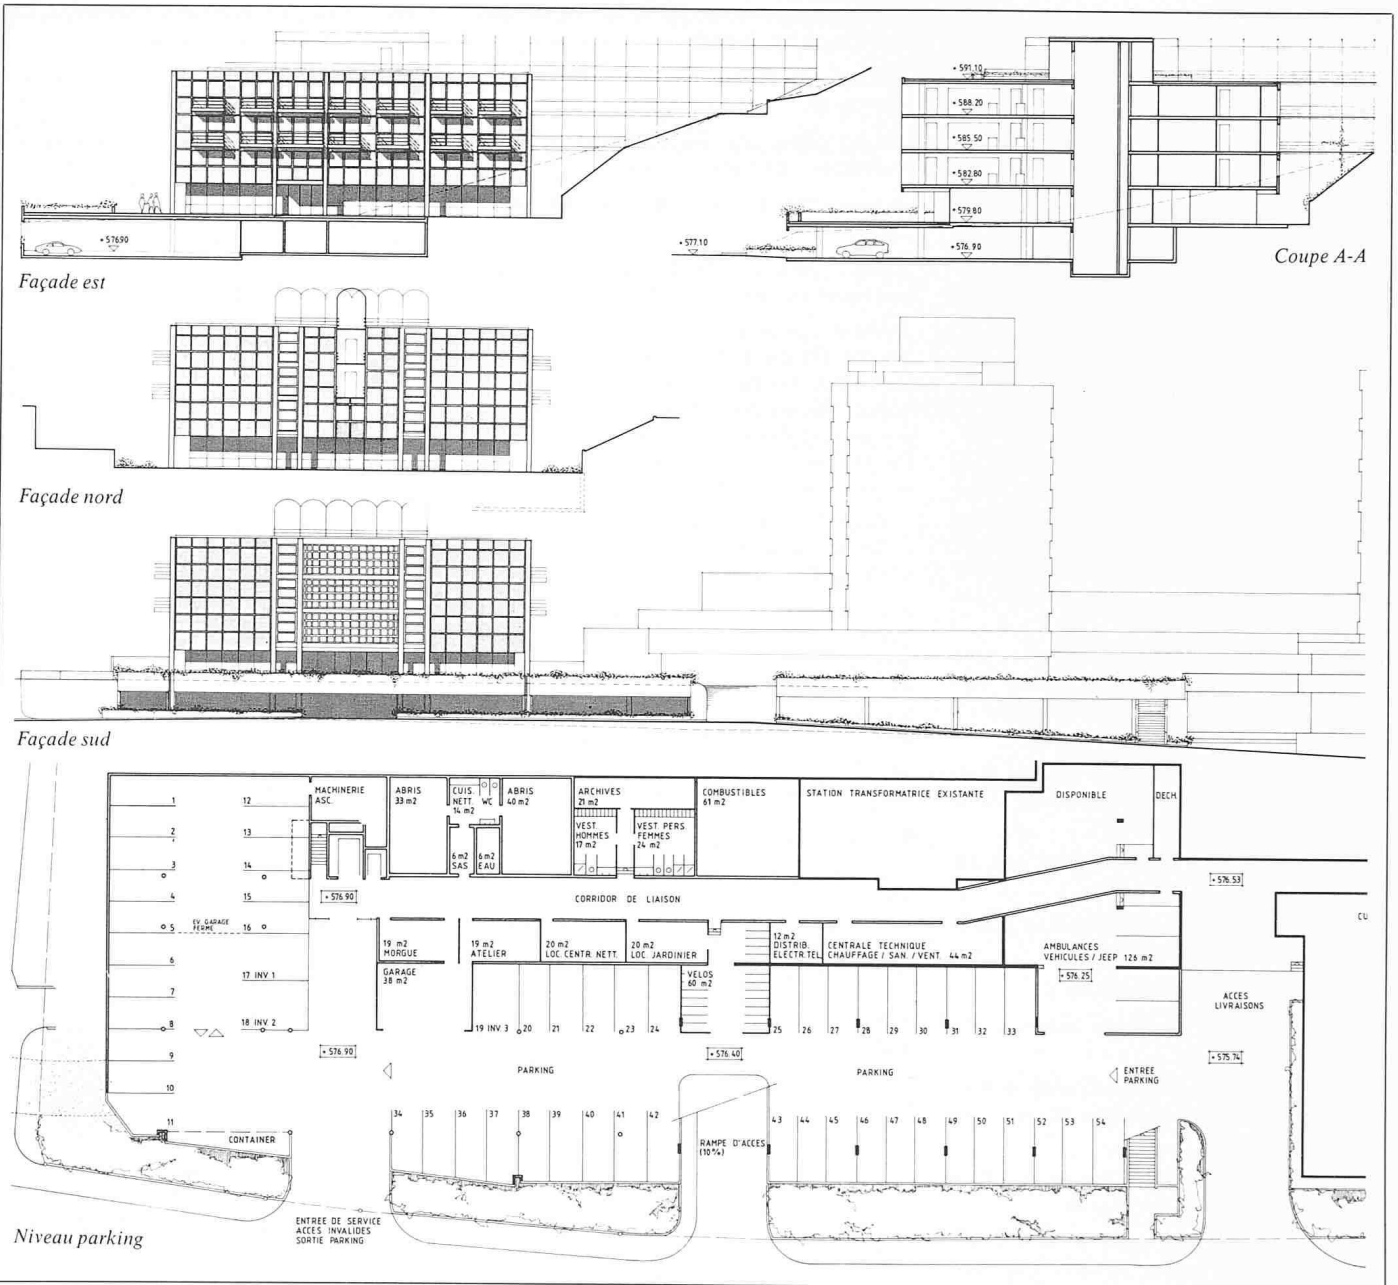 + 576.90
Façade est
+ 591.10
+ 588.20
+ 585.50
+ 582.80
+ 579.80
+ 577.10
+ 576.90
Coupe A-A
Façade nord
Façade sud
1
2
3
4
5
6
7
8
9
10
11
12
13
14
15
16
17 INV 1
18 INV. 2
EV. GARAGE
FERMÉ
MACHINERIE
ASC.
ABRIS
33 m2
CUIS.
NETT. WC
14 m2
ABRIS
40 m2
6 m2
SAS
6 m2
EAU
ARCHIVES
21 m2
VEST.
HOMMES
17 m2
VEST. PERS.
FEMMES
24 m2
COMBUSTIBLES
61 m2
STATION TRANSFORMATRICE EXISTANTE
DISPONIBLE
DECH.
+ 576.90
CORRIDOR DE LIAISON
+ 576.53
CU
19 m2
MORGUE
19 m2
ATELIER
20 m2
LOC. CENTR. NETT.
20 m2
LOC. JARDINIER
12 m2
DISTRIB.
ELECTR. TEL.
CENTRALE TECHNIQUE
CHAUFFAGE / SAN. / VENT. 44 m2
AMBULANCES
VEHICULES / JEEP 126 m2
+ 576.25
GARAGE
38 m2
VELOS
60 m2
ACCES
LIVRAISONS
19 INV. 3
20
21
22
23
24
25
26
27
28
29
30
31
32
33
+ 576.90
+ 576.40
+ 575.74
PARKING
PARKING
ENTREE
PARKING
34
35
36
37
38
39
40
41
42
43
44
45
46
47
48
49
50
51
52
53
54
CONTAINER
RAMPE D'ACCES
(10%)
ENTREE DE SERVICE
ACCES INVALIDES
SORTIE PARKING
Niveau parking